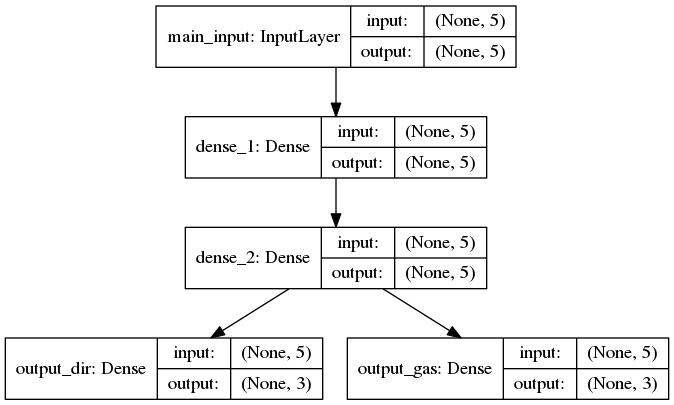 main_input: InputLayer
input: (None, 5)
output: (None, 5)
dense_1: Dense
input: (None, 5)
output: (None, 5)
dense_2: Dense
input: (None, 5)
output: (None, 5)
output_dir: Dense
input: (None, 5)
output: (None, 3)
output_gas: Dense
input: (None, 5)
output: (None, 3)